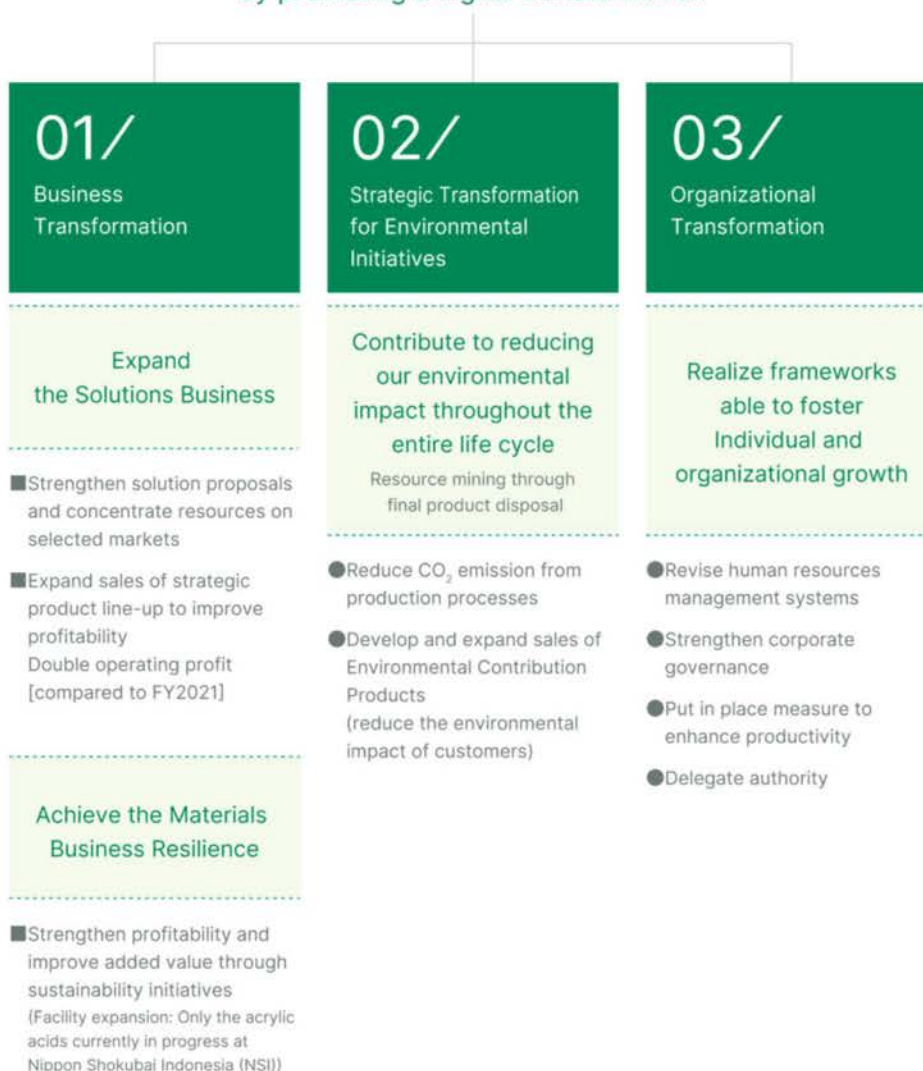 01/
Business
Transformation
Expand
the Solutions Business
■Strengthen solution proposals
and concentrate resources on
selected markets
■Expand sales of strategic
product line-up to improve
profitability
Double operating profit
[compared to FY2021]
Achieve the Materials
Business Resilience
■Strengthen profitability and
improve added value through
sustainability initiatives
(Facility expansion: Only the acrylic
acids currently in progress at
Nippon Shokubai Indonesia (NSI))
02/
Strategic Transformation
for Environmental
Initiatives
Contribute to reducing
our environmental
impact throughout the
entire life cycle
Resource mining through
final product disposal
●Reduce CO₂ emission from
production processes
●Develop and expand sales of
Environmental Contribution
Products
(reduce the environmental
impact of customers)
03/
Organizational
Transformation
Realize frameworks
able to foster
Individual and
organizational growth
●Revise human resources
management systems
●Strengthen corporate
governance
●Put in place measure to
enhance productivity
●Delegate authority